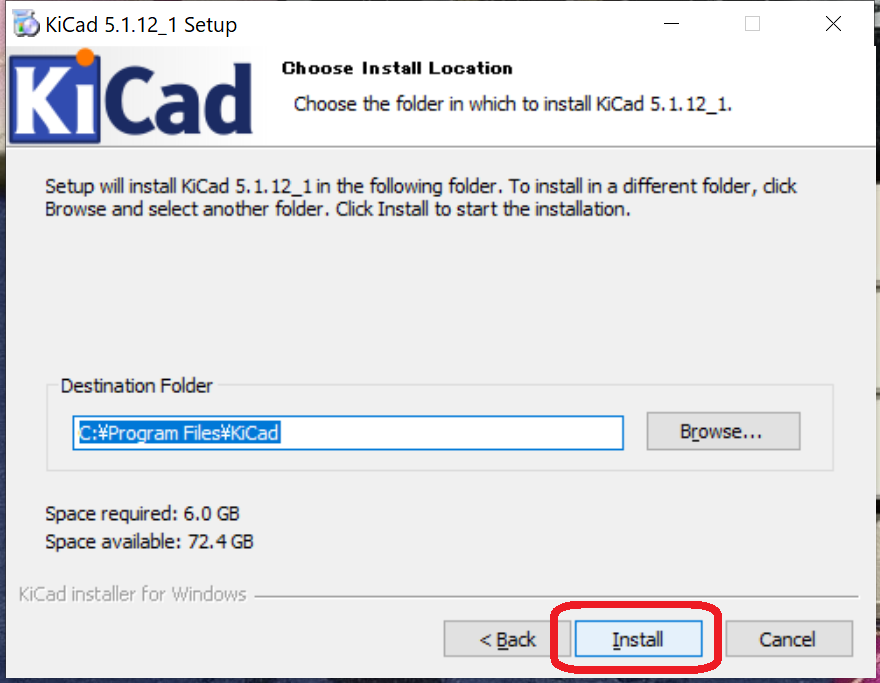 KiCad 5.1.12_1 Setup
KiCad
Choose Install Location
Choose the folder in which to install KiCad 5.1.12_1.
Setup will install KiCad 5.1.12_1 in the following folder. To install in a different folder, click
Browse and select another folder. Click Install to start the installation.
Destination Folder
C:¥Program Files¥KiCad
Browse...
Space required: 6.0 GB
Space available: 72.4 GB
KiCad installer for Windows
< Back
Install
Cancel